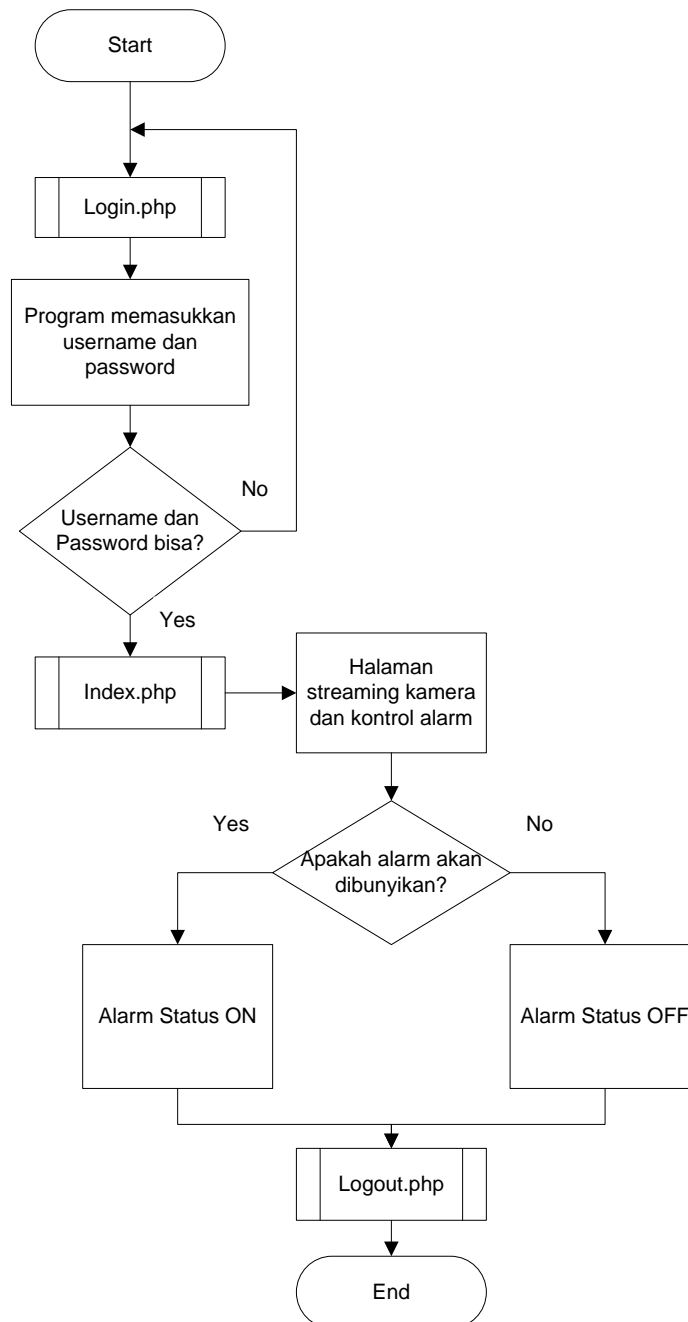 Start
Login.php
Program memasukkan
username dan
password
No
Username dan
Password bisa?
Yes
Index.php
Halaman
streaming kamera
dan kontrol alarm
Yes
No
Apakah alarm akan
dibunyikan?
Alarm Status ON
Alarm Status OFF
Logout.php
End